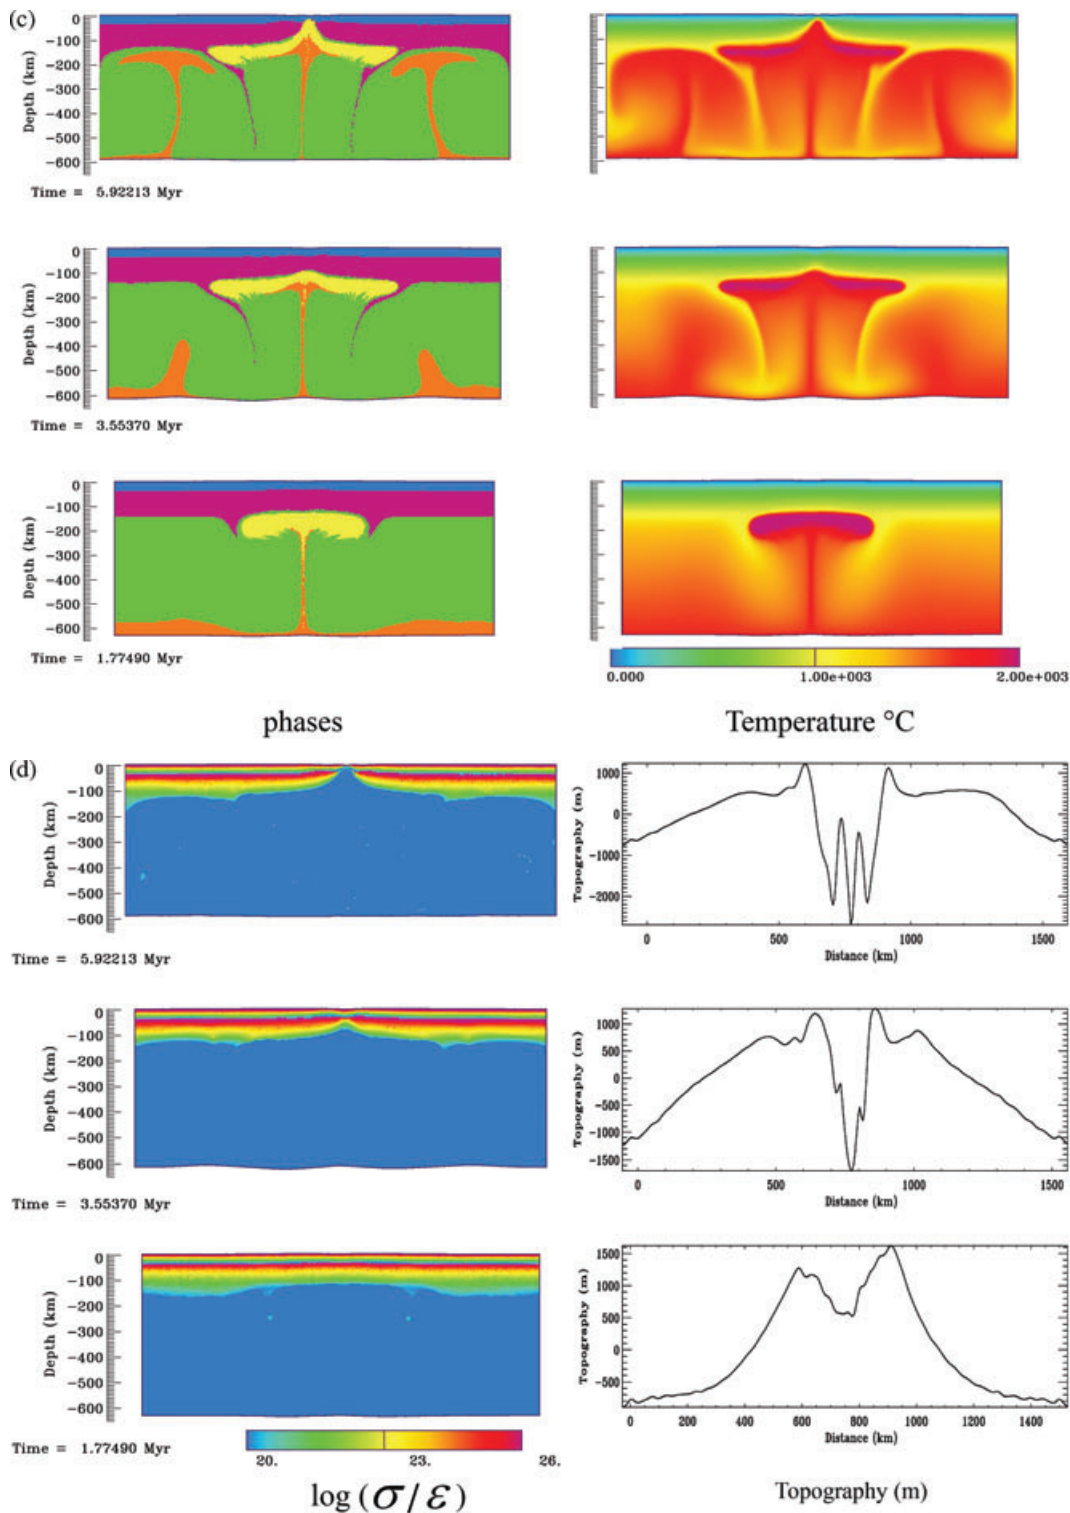 (c)
Depth (km)
0
-100
-200
-300
-400
-500
-600
Time = 5.92213 Myr
Depth (km)
0
-100
-200
-300
-400
-500
-600
Time = 3.55370 Myr
Depth (km)
0
-100
-200
-300
-400
-500
-600
Time = 1.77490 Myr
0.000 1.00e+003 2.00e+003
phases
Temperature °C
(d)
Depth (km)
0
-100
-200
-300
-400
-500
-600
Time = 5.92213 Myr
Topography (m)
1000
0
-1000
-2000
0 500 1000 1500
Distance (km)
Depth (km)
0
-100
-200
-300
-400
-500
-600
Time = 3.55370 Myr
Topography (m)
1000
500
0
-500
-1000
-1500
0 500 1000 1500
Distance (km)
Depth (km)
0
-100
-200
-300
-400
-500
-600
Time = 1.77490 Myr
20. 23. 26.
log (σ/ε)
Topography (m)
1500
1000
500
0
-500
0 200 400 600 800 1000 1200 1400
Distance (km)
Topography (m)